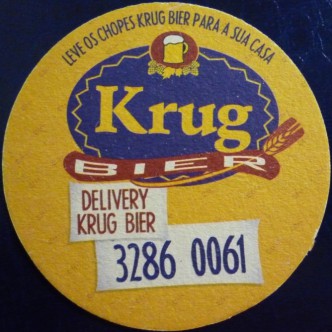 LEVE OS CHOPES KRUG BIER PARA A SUA CASA
Krug
BIER
DELIVERY
KRUG BIER
3286 0061